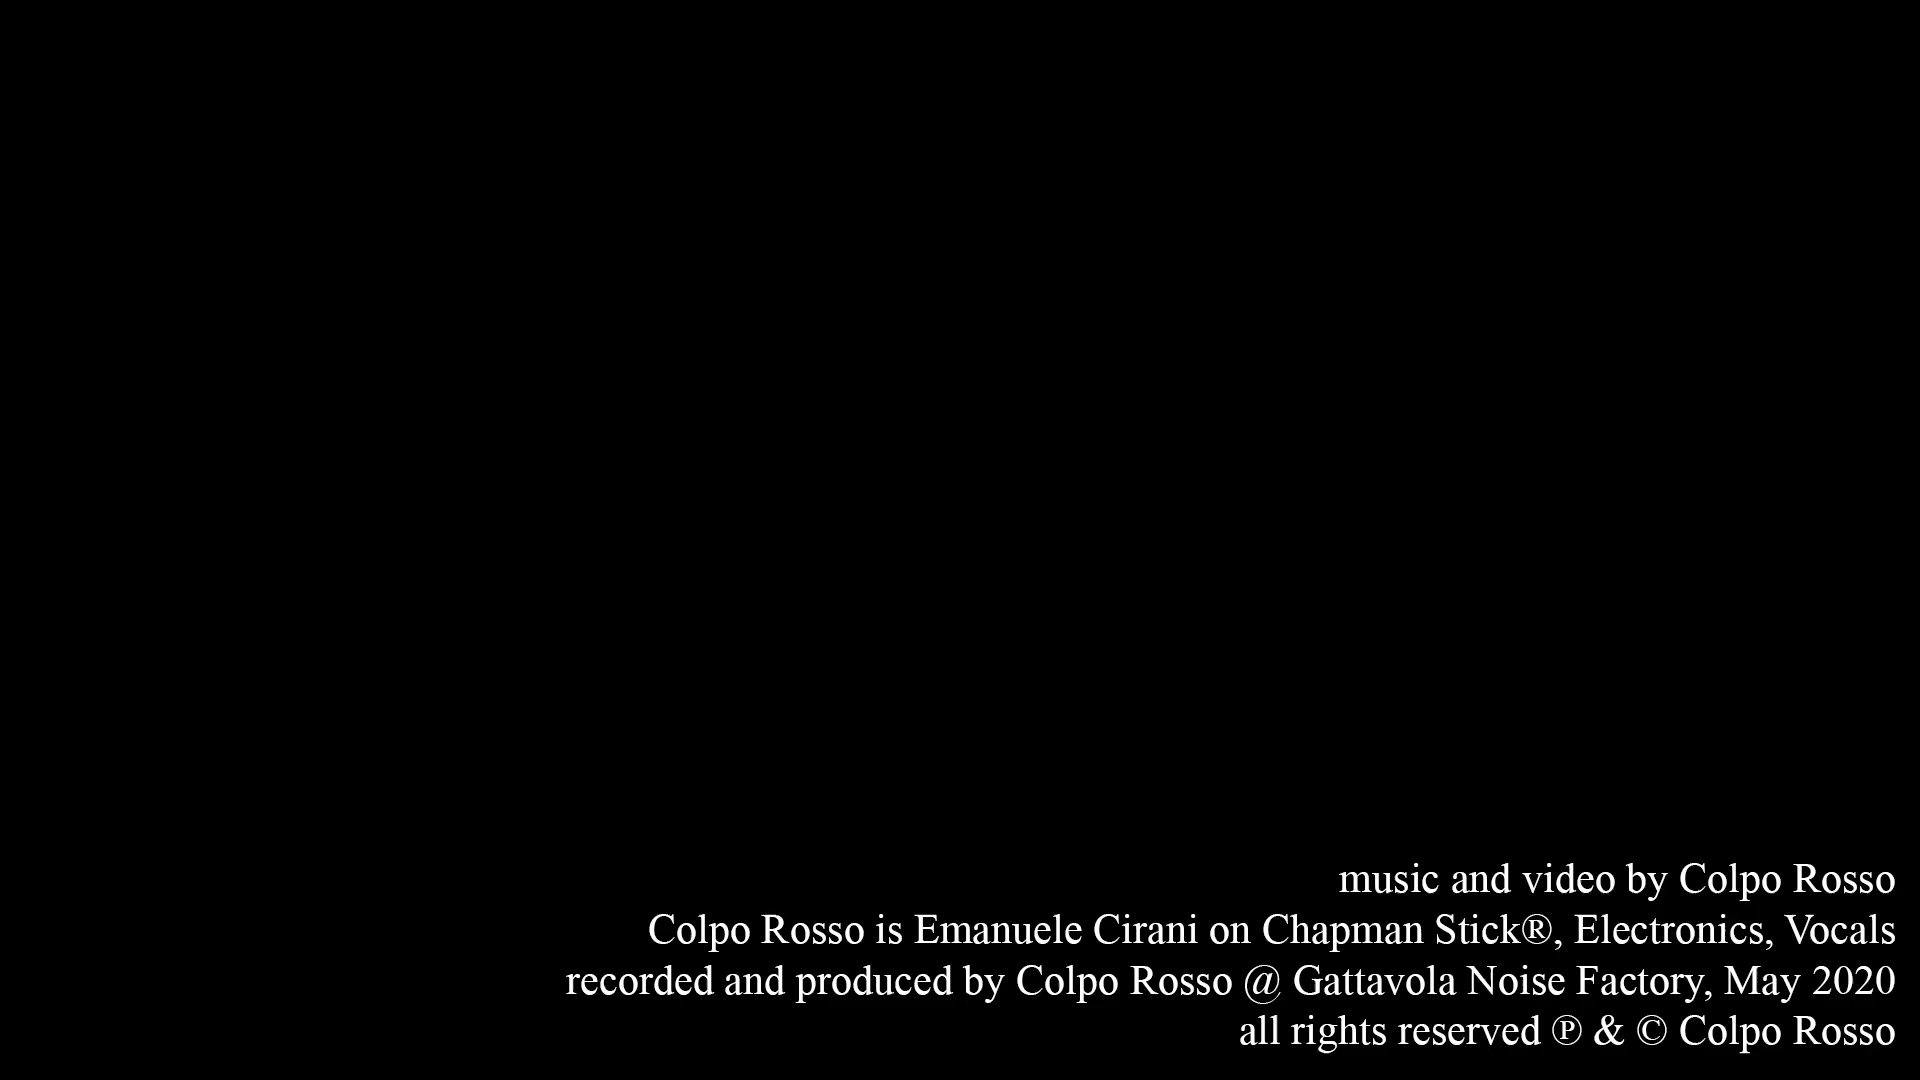 music and video by Colpo Rosso
Colpo Rosso is Emanuele Cirani on Chapman Stick®, Electronics, Vocals
recorded and produced by Colpo Rosso @ Gattavola Noise Factory, May 2020
all rights reserved ℗ & © Colpo Rosso